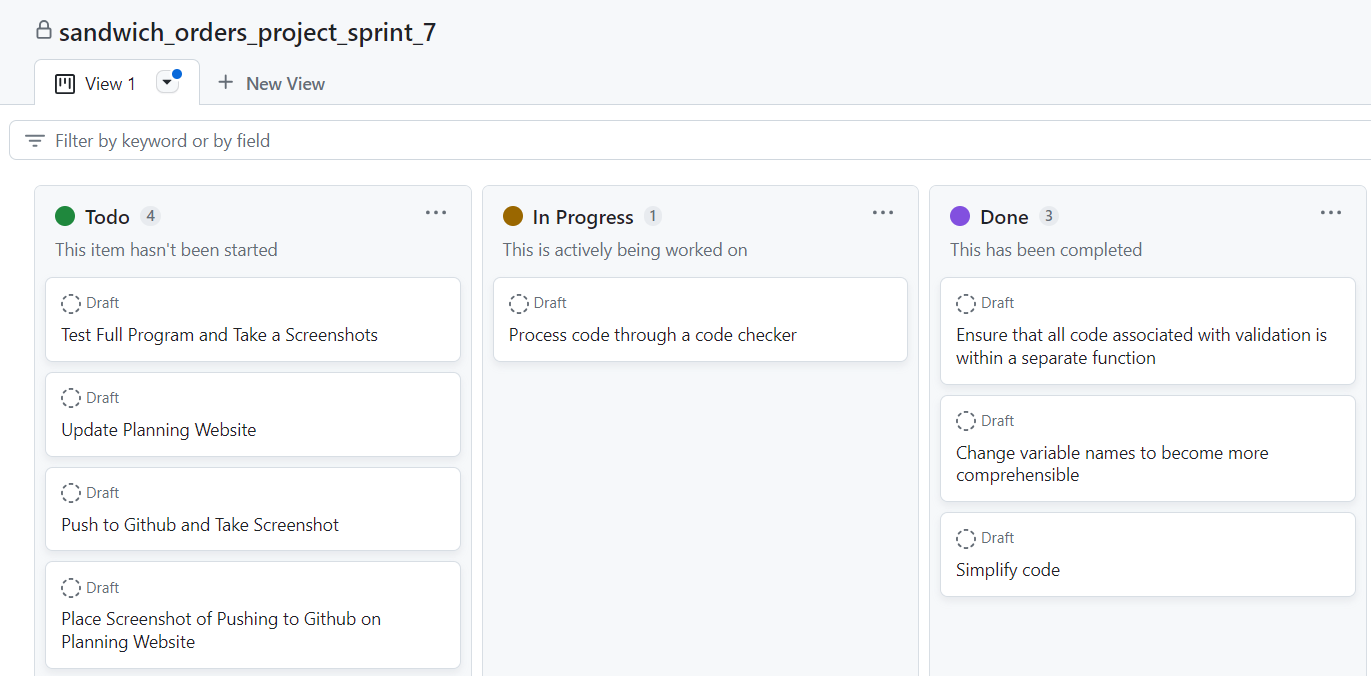 sandwich_orders_project_sprint_7
View 1
New View
Filter by keyword or by field
Todo 4
This item hasn't been started
Draft
Test Full Program and Take a Screenshots
Draft
Update Planning Website
Draft
Push to Github and Take Screenshot
Draft
Place Screenshot of Pushing to Github on
Planning Website
In Progress 1
This is actively being worked on
Draft
Process code through a code checker
Done 3
This has been completed
Draft
Ensure that all code associated with validation is
within a separate function
Draft
Change variable names to become more
comprehensible
Draft
Simplify code